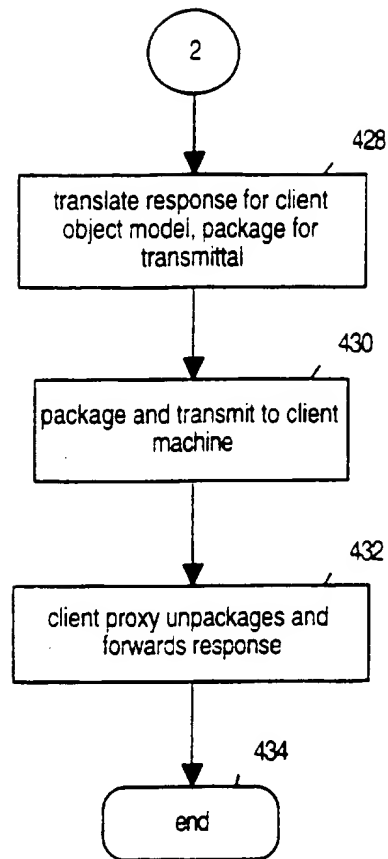 2
428
translate response for client
object model, package for
transmittal
430
package and transmit to client
machine
432
client proxy unpackages and
forwards response
434
end